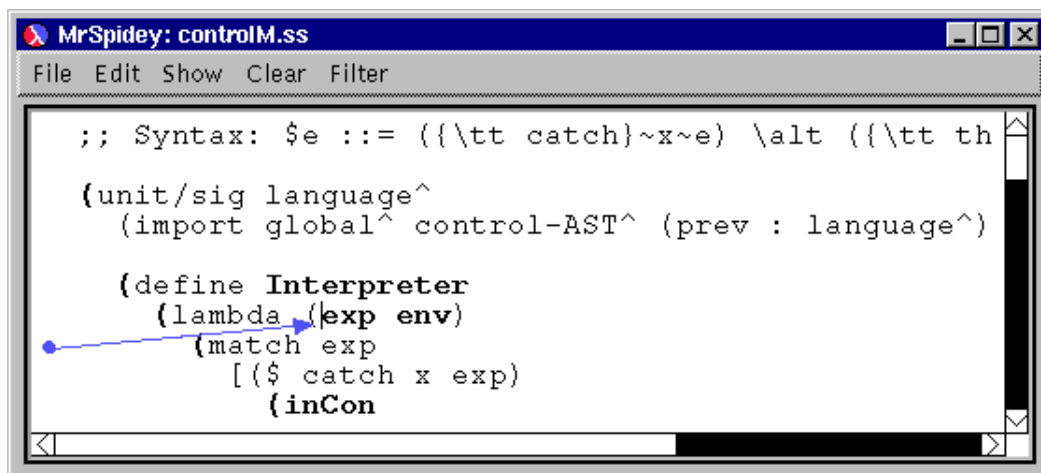 MrSpidey: controlM.ss
File Edit Show Clear Filter
;; Syntax: $e ::= ({\tt catch}~x~e) \alt ({\tt th
(unit/sig language^
(import global^ control-AST^ (prev : language^)
(define Interpreter
(lambda (exp env)
(match exp
[($ catch x exp)
(inCon